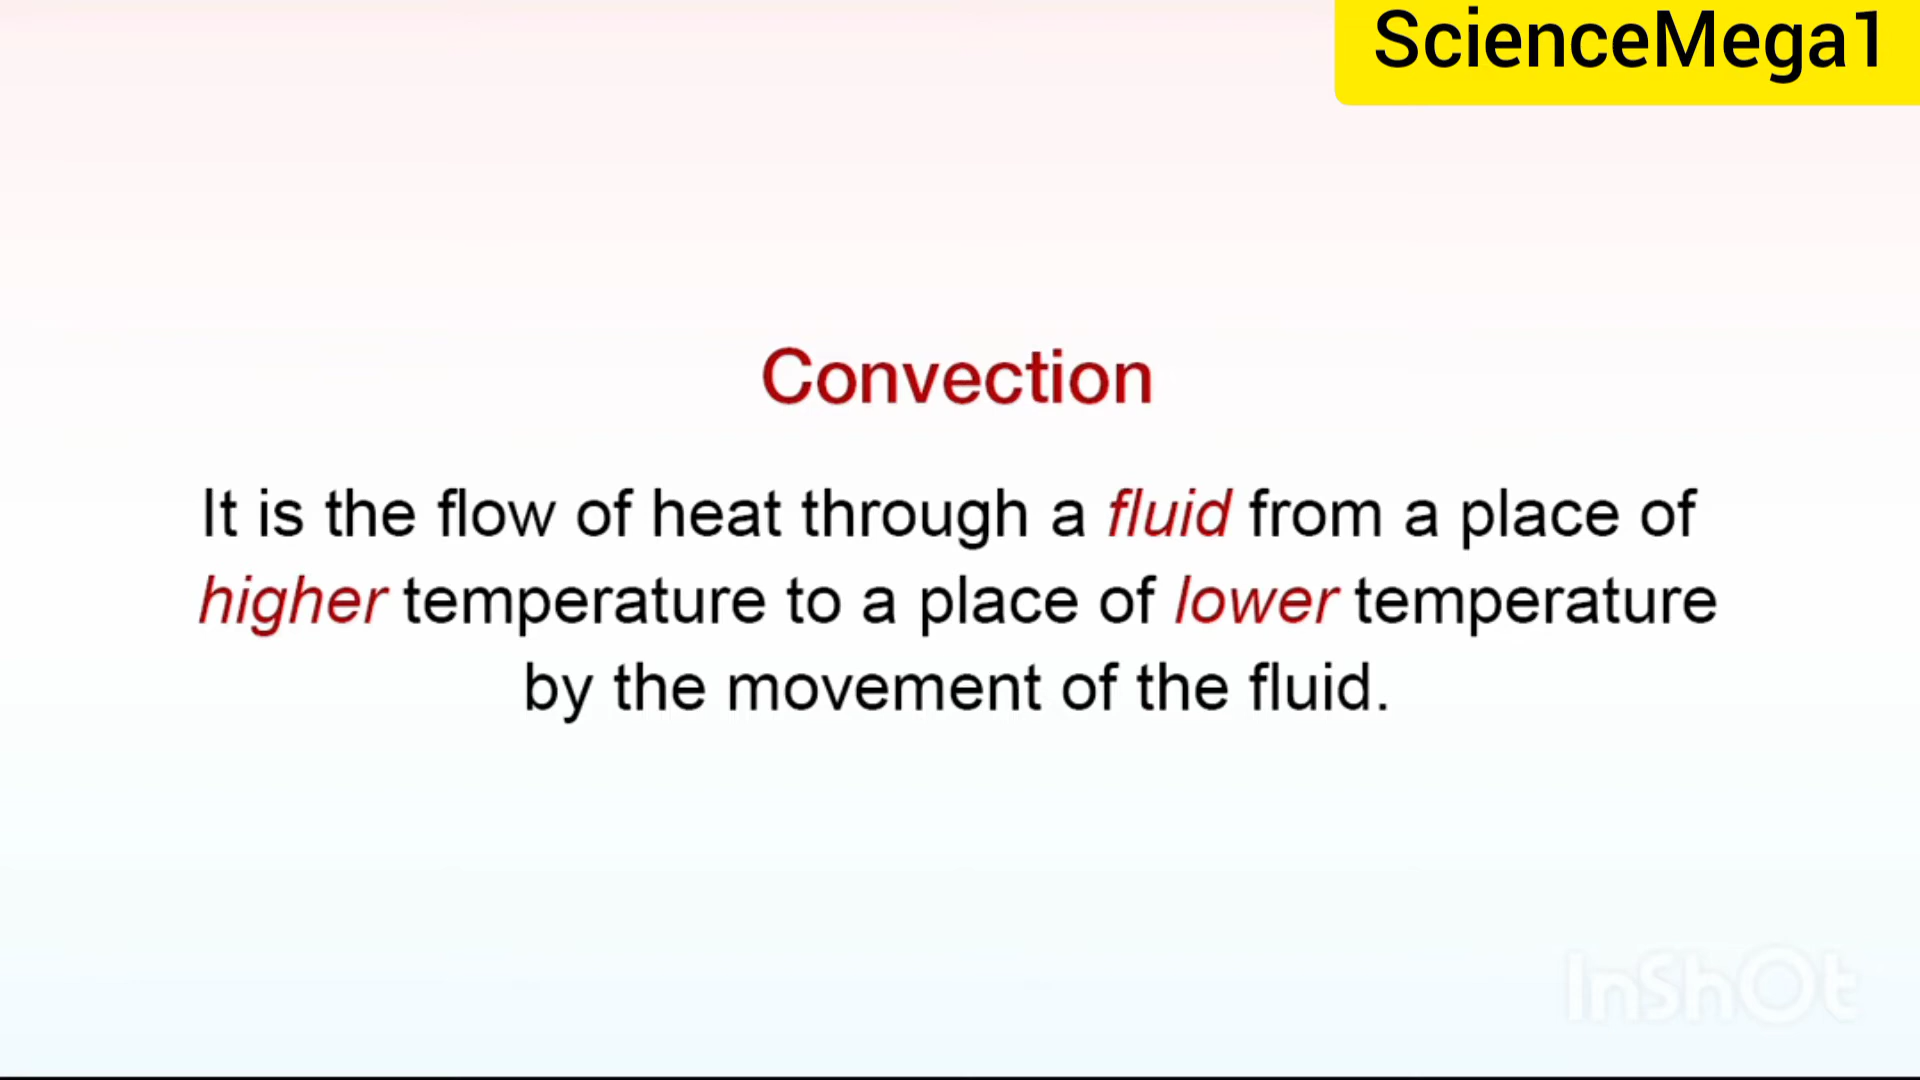 ScienceMega1
Convection
It is the flow of heat through a fluid from a place of
higher temperature to a place of lower temperature
by the movement of the fluid.
InShOt